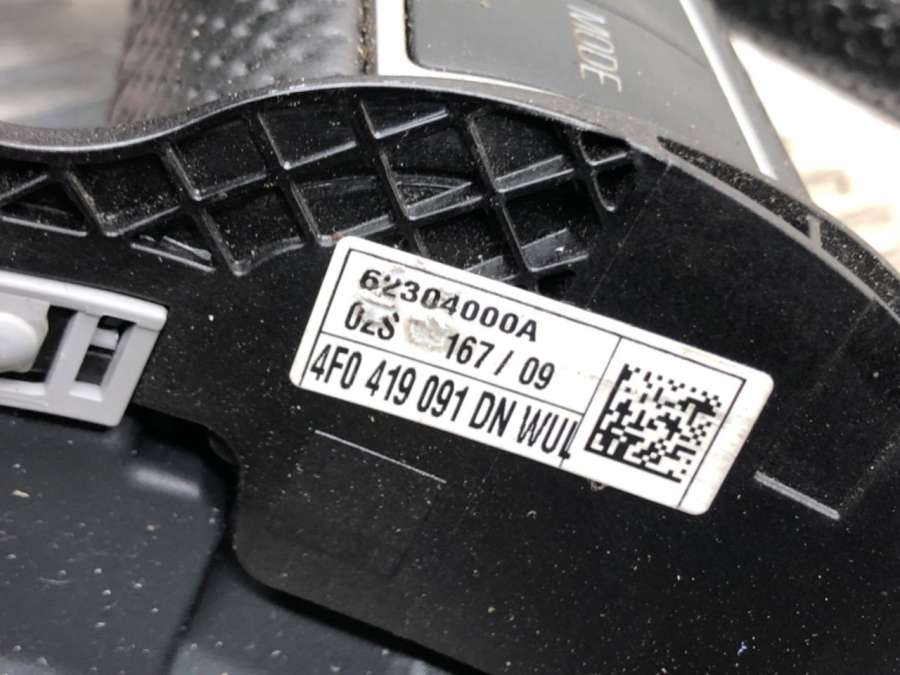 MODE
62304000A
02S 167 / 09
4F0 419 091 DN WUL